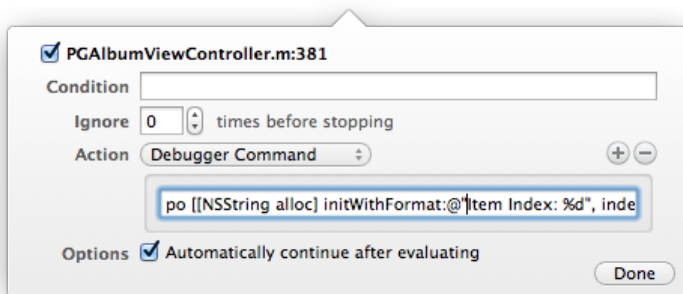 PGAlbumViewController.m:381
Condition
Ignore 0 times before stopping
Action Debugger Command
po [[NSString alloc] initWithFormat:@"Item Index: %d", inde
Options Automatically continue after evaluating
Done